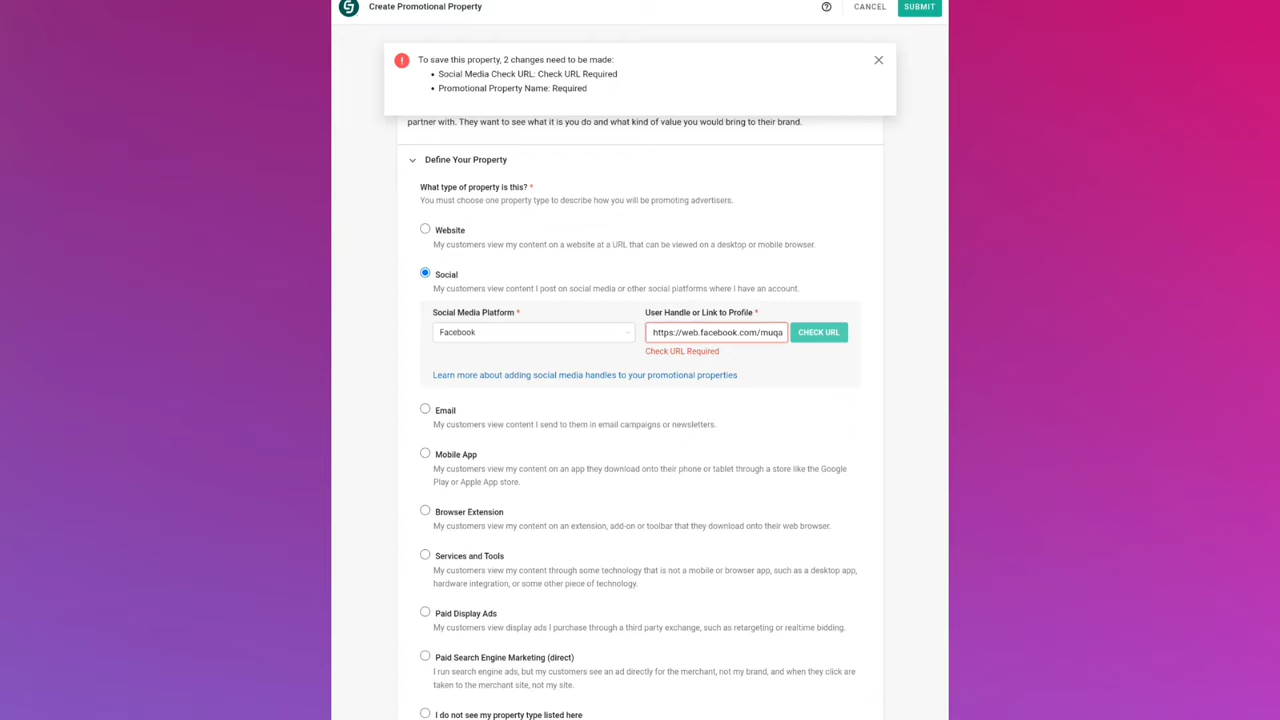 Create Promotional Property
CANCEL
SUBMIT
To save this property, 2 changes need to be made:
• Social Media Check URL: Check URL Required
• Promotional Property Name: Required
partner with. They want to see what it is you do and what kind of value you would bring to their brand.
Define Your Property
What type of property is this? *
You must choose one property type to describe how you will be promoting advertisers.
Website
My customers view my content on a website at a URL that can be viewed on a desktop or mobile browser.
Social
My customers view content I post on social media or other social platforms where I have an account.
Social Media Platform * User Handle or Link to Profile *
Facebook https://web.facebook.com/muqa CHECK URL
Check URL Required
Learn more about adding social media handles to your promotional properties
Email
My customers view content I send to them in email campaigns or newsletters.
Mobile App
My customers view my content on an app they download onto their phone or tablet through a store like the Google
Play or Apple App store.
Browser Extension
My customers view my content on an extension, add-on or toolbar that they download onto their web browser.
Services and Tools
My customers view my content through some technology that is not a mobile or browser app, such as a desktop app,
hardware integration, or some other piece of technology.
Paid Display Ads
My customers view display ads I purchase through a third party exchange, such as retargeting or realtime bidding.
Paid Search Engine Marketing (direct)
I run search engine ads, but my customers see an ad directly for the merchant, not my brand, and when they click are
taken to the merchant site, not my site.
I do not see my property type listed here